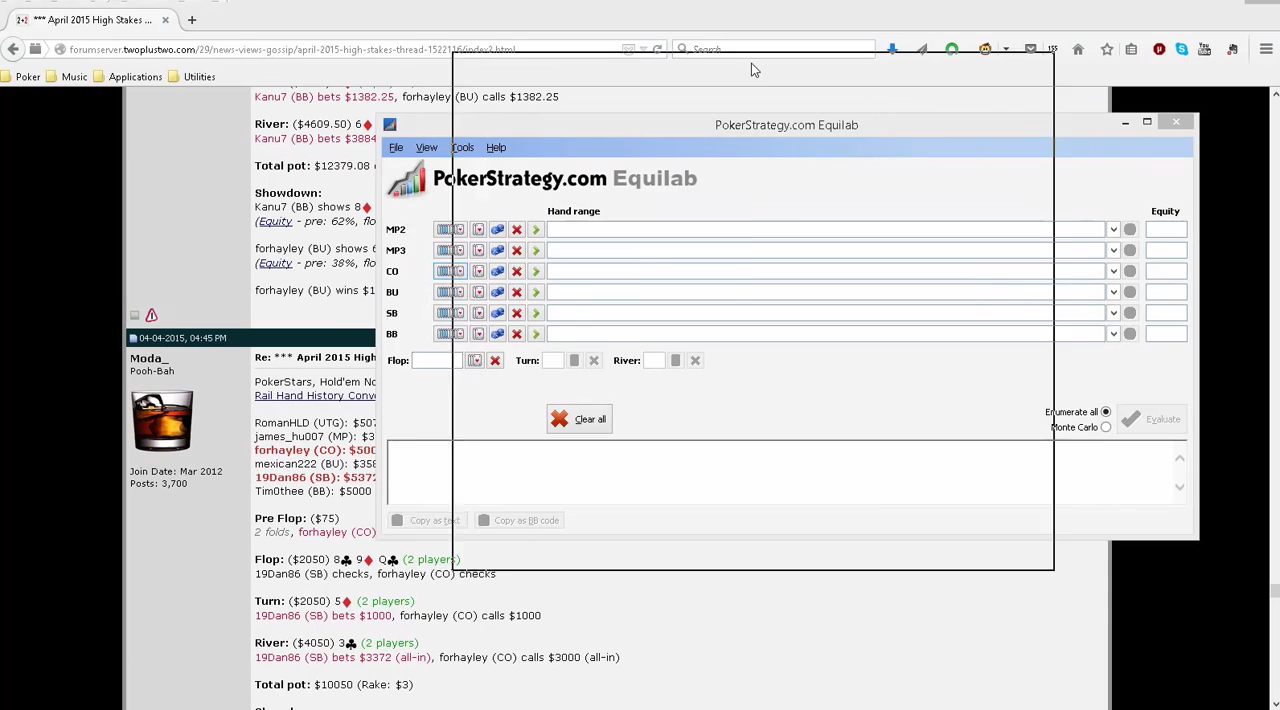 2+2 *** April 2015 High Stakes ...
forumserver.twoplustwo.com/29/news-views-gossip/april-2015-high-stakes-thread-1522116/index2.html
Search
155
You
Poker Music Applications Utilities
Kanu7 (BB) bets $1382.25, forhayley (BU) calls $1382.25
River: ($4609.50) 6♦
Kanu7 (BB) bets $3884
Total pot: $12379.08
Showdown:
Kanu7 (BB) shows 8♦
(Equity - pre: 62%, flo
forhayley (BU) shows 6
(Equity - pre: 38%, flo
forhayley (BU) wins $1
PokerStrategy.com Equilab
File View Tools Help
PokerStrategy.com Equilab
Hand range Equity
MP2
MP3
CO
BU
SB
BB
Flop: Turn: River:
Clear all
Enumerate all
Monte Carlo
Evaluate
Copy as text Copy as BB code
04-04-2015, 04:45 PM
Moda_
Pooh-Bah
Join Date: Mar 2012
Posts: 3,700
Re: *** April 2015 High
PokerStars, Hold'em No
Rail Hand History Conv
RomanHLD (UTG): $507
james_hu007 (MP): $3
forhayley (CO): $500
mexican222 (BU): $358
19Dan86 (SB): $5372
Tim0thee (BB): $5000
Pre Flop: ($75)
2 folds, forhayley (CO)
Flop: ($2050) 8♣ 9♦ Q♣ (2 players)
19Dan86 (SB) checks, forhayley (CO) checks
Turn: ($2050) 5♦ (2 players)
19Dan86 (SB) bets $1000, forhayley (CO) calls $1000
River: ($4050) 3♣ (2 players)
19Dan86 (SB) bets $3372 (all-in), forhayley (CO) calls $3000 (all-in)
Total pot: $10050 (Rake: $3)